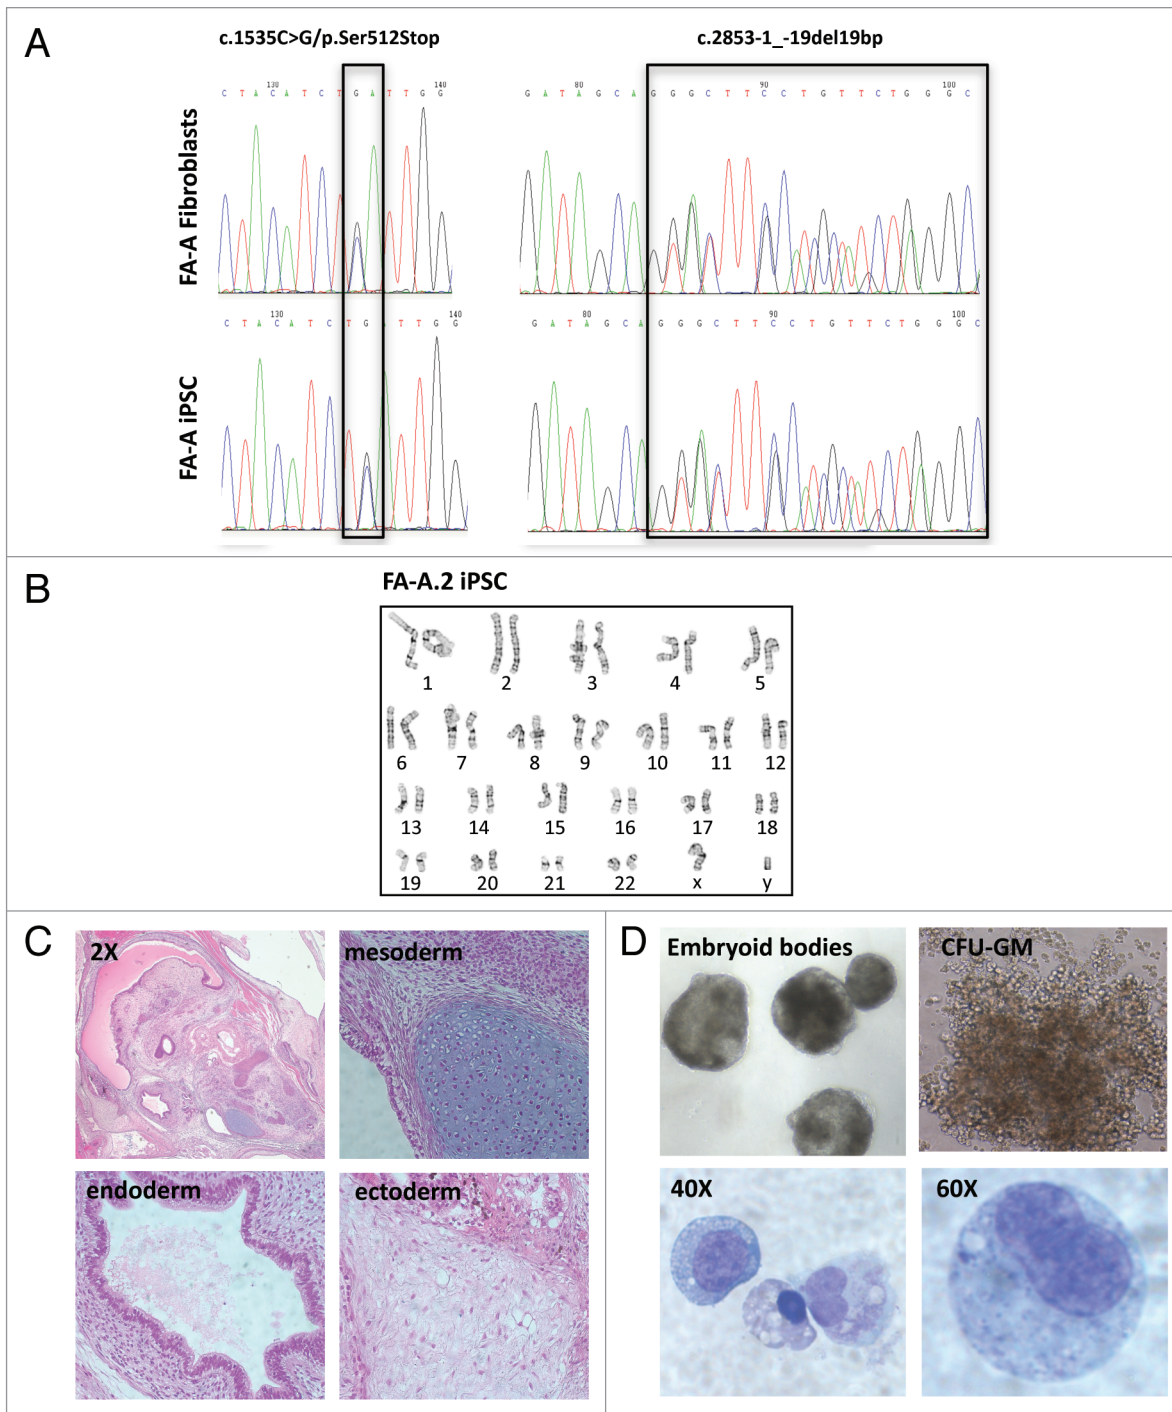 A
c.1535C>G/p.Ser512Stop
c.2853-1_-19del19bp
FA-A Fibroblasts
130
140
C T A C A T C T G A T T G G
80
90
100
G A T A G C A G G G C T T C C T G T T C T G G G C
FA-A iPSC
130
140
C T A C A T C T G A T T G G
80
90
100
G A T A G C A G G G C T T C C T G T T C T G G G C
B
FA-A.2 iPSC
1 2 3 4 5
6 7 8 9 10 11 12
13 14 15 16 17 18
19 20 21 22 x y
C
2X
mesoderm
endoderm
ectoderm
D
Embryoid bodies
CFU-GM
40X
60X